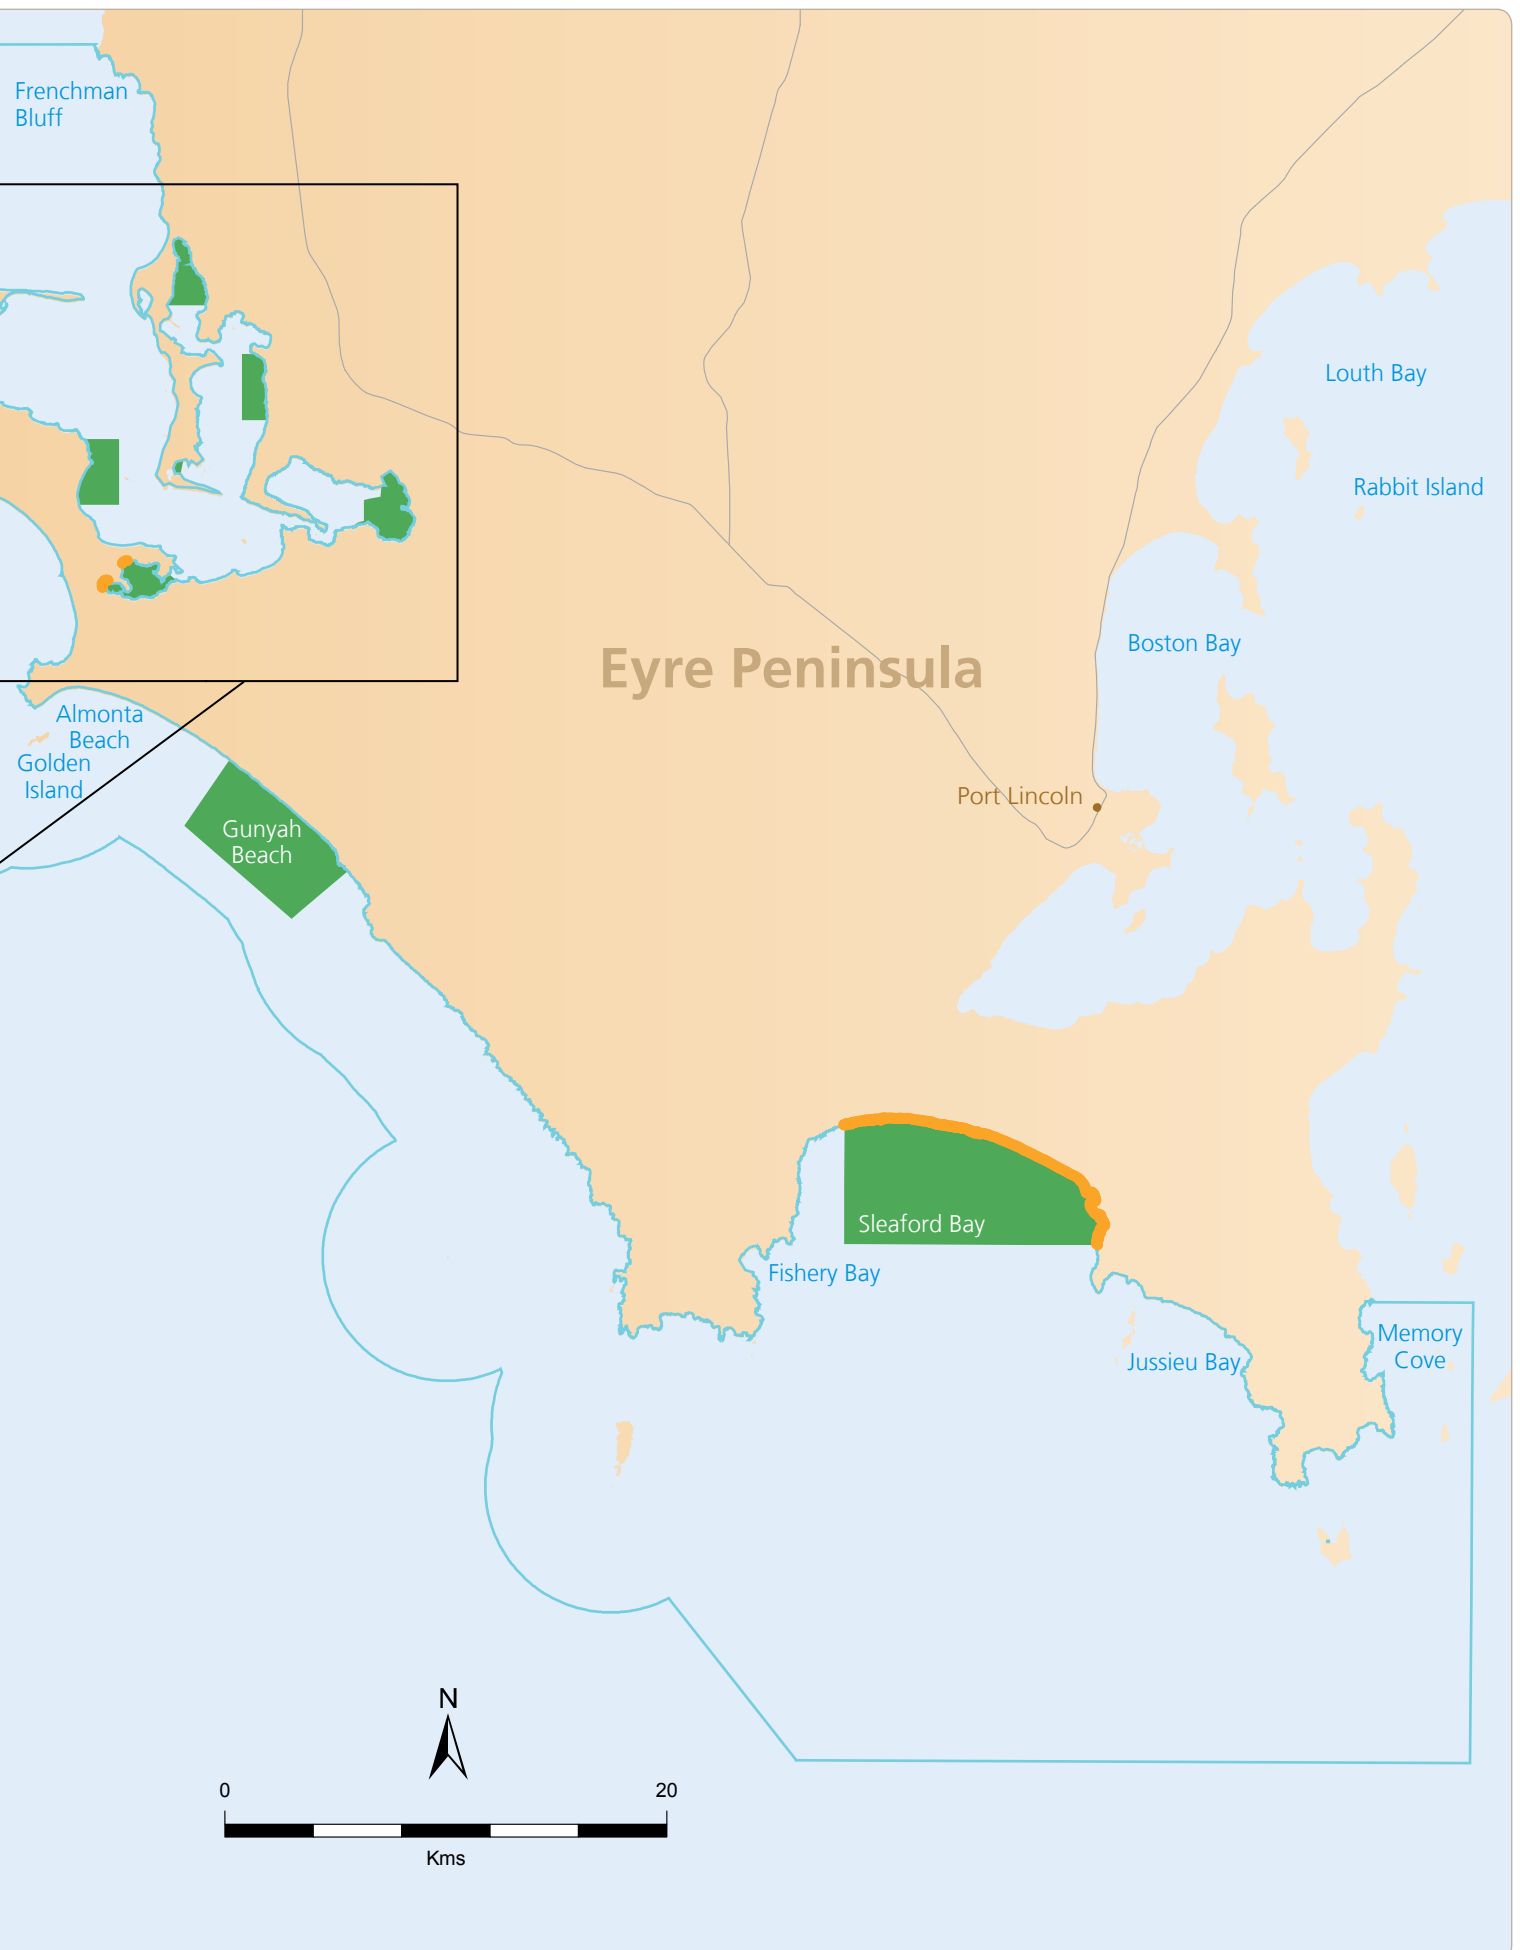 Frenchman
Bluff
Louth Bay
Rabbit Island
Boston Bay
Eyre Peninsula
Almonta
Beach
Golden
Island
Port Lincoln
Gunyah
Beach
Sleaford Bay
Fishery Bay
Memory
Cove
Jussieu Bay
N
0 20
Kms